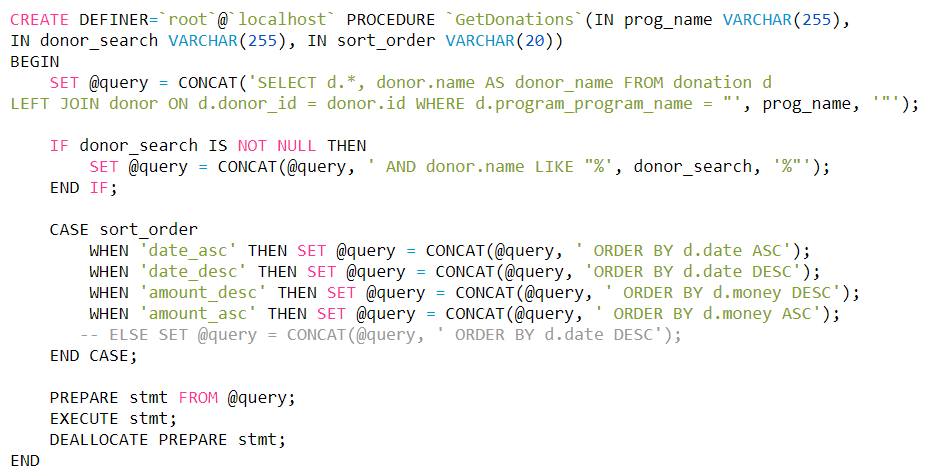 CREATE DEFINER=`root`@`localhost` PROCEDURE `GetDonations`(IN prog_name VARCHAR(255),
IN donor_search VARCHAR(255), IN sort_order VARCHAR(20))
BEGIN
    SET @query = CONCAT('SELECT d.*, donor.name AS donor_name FROM donation d
LEFT JOIN donor ON d.donor_id = donor.id WHERE d.program_program_name = "', prog_name, '"');

    IF donor_search IS NOT NULL THEN
        SET @query = CONCAT(@query, ' AND donor.name LIKE "%', donor_search, '%"');
    END IF;

    CASE sort_order
        WHEN 'date_asc' THEN SET @query = CONCAT(@query, ' ORDER BY d.date ASC');
        WHEN 'date_desc' THEN SET @query = CONCAT(@query, 'ORDER BY d.date DESC');
        WHEN 'amount_desc' THEN SET @query = CONCAT(@query, ' ORDER BY d.money DESC');
        WHEN 'amount_asc' THEN SET @query = CONCAT(@query, ' ORDER BY d.money ASC');
       -- ELSE SET @query = CONCAT(@query, ' ORDER BY d.date DESC');
    END CASE;

    PREPARE stmt FROM @query;
    EXECUTE stmt;
    DEALLOCATE PREPARE stmt;
END